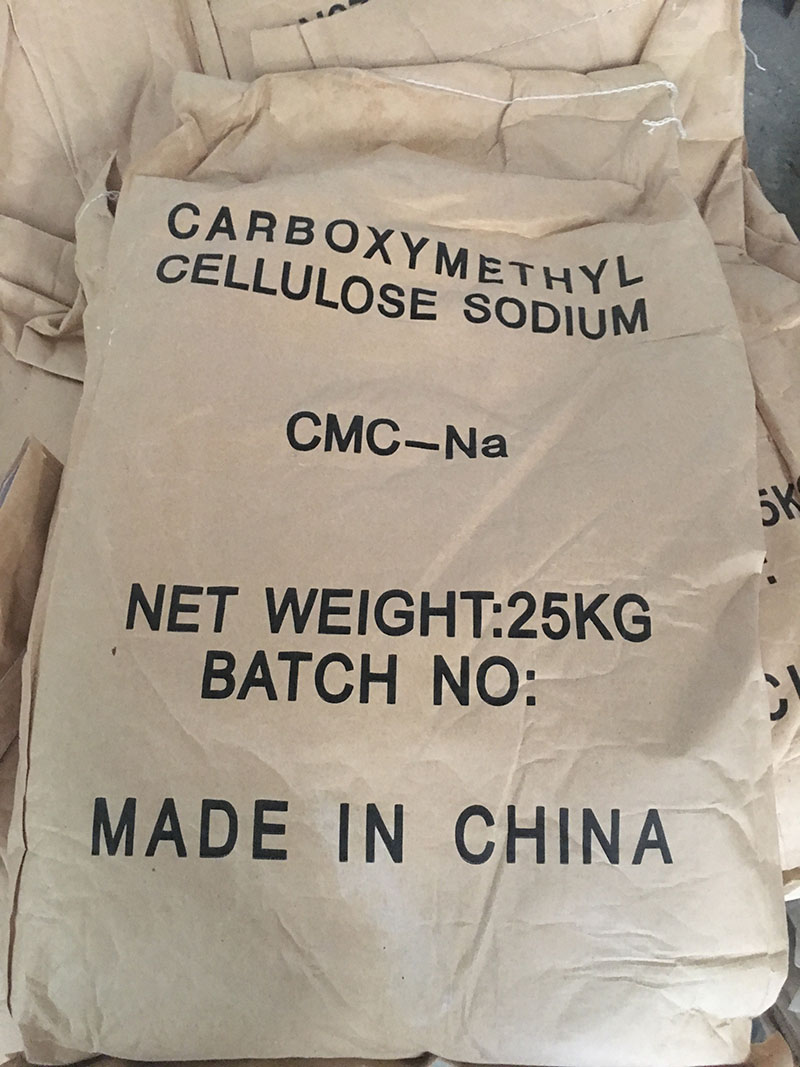 CARBOXYMETHYL
CELLULOSE SODIUM
CMC-Na
NET WEIGHT:25KG
BATCH NO:
MADE IN CHINA